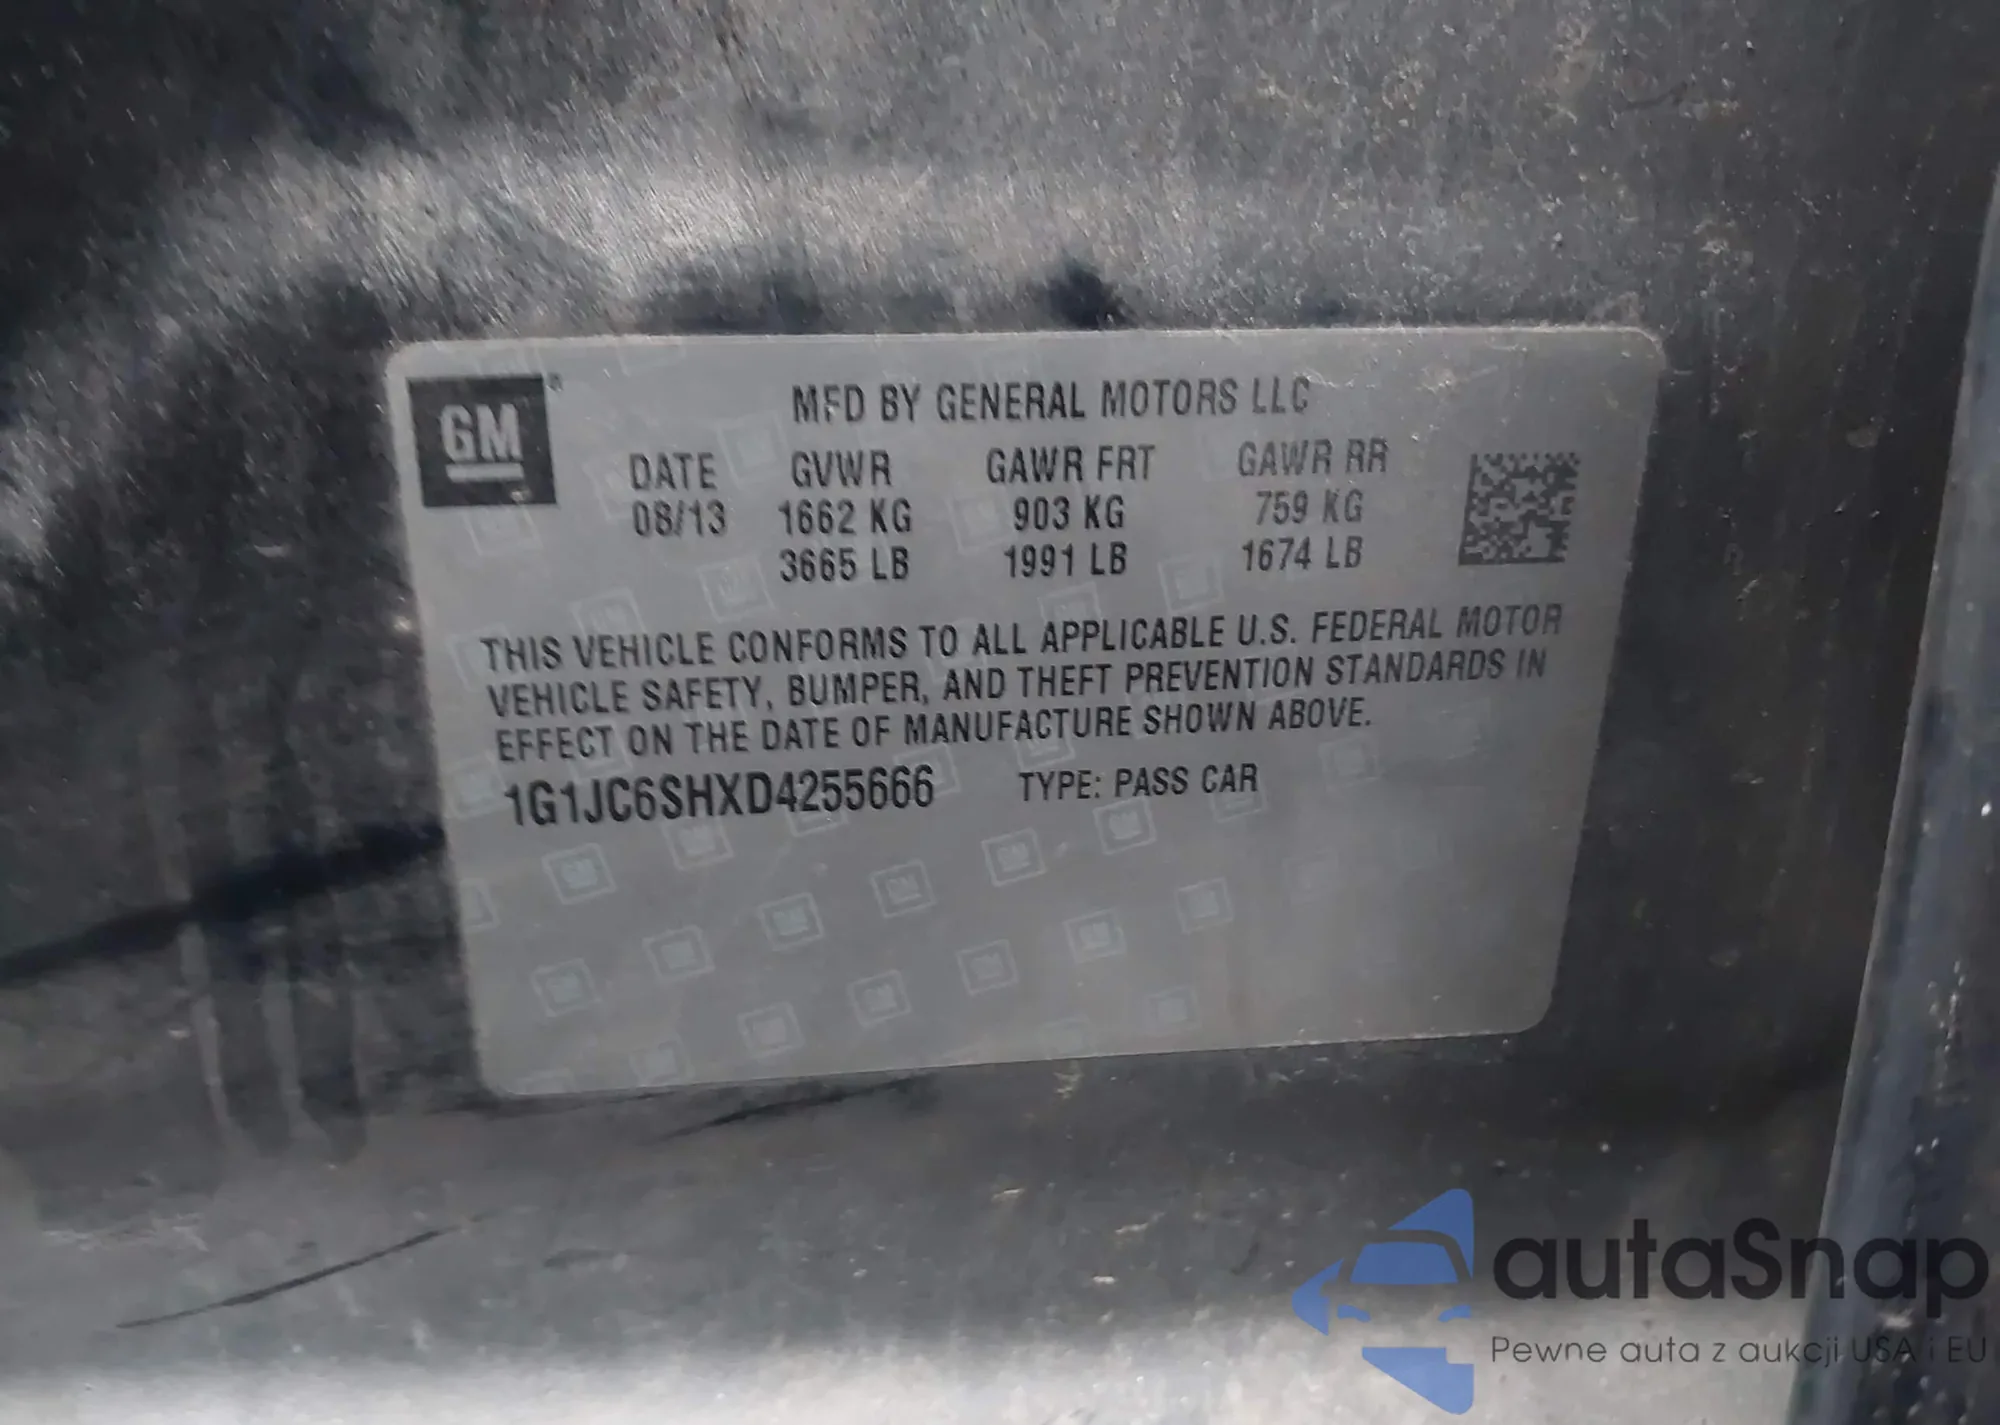 GM
MFD BY GENERAL MOTORS LLC
DATE GVWR GAWR FRT GAWR RR
08/13 1662 KG 903 KG 759 KG
3665 LB 1991 LB 1674 LB
THIS VEHICLE CONFORMS TO ALL APPLICABLE U.S. FEDERAL MOTOR
VEHICLE SAFETY, BUMPER, AND THEFT PREVENTION STANDARDS IN
EFFECT ON THE DATE OF MANUFACTURE SHOWN ABOVE.
1G1JC6SHXD4255666 TYPE: PASS CAR
autaSnap
Pewne auta z aukcji USA i EU